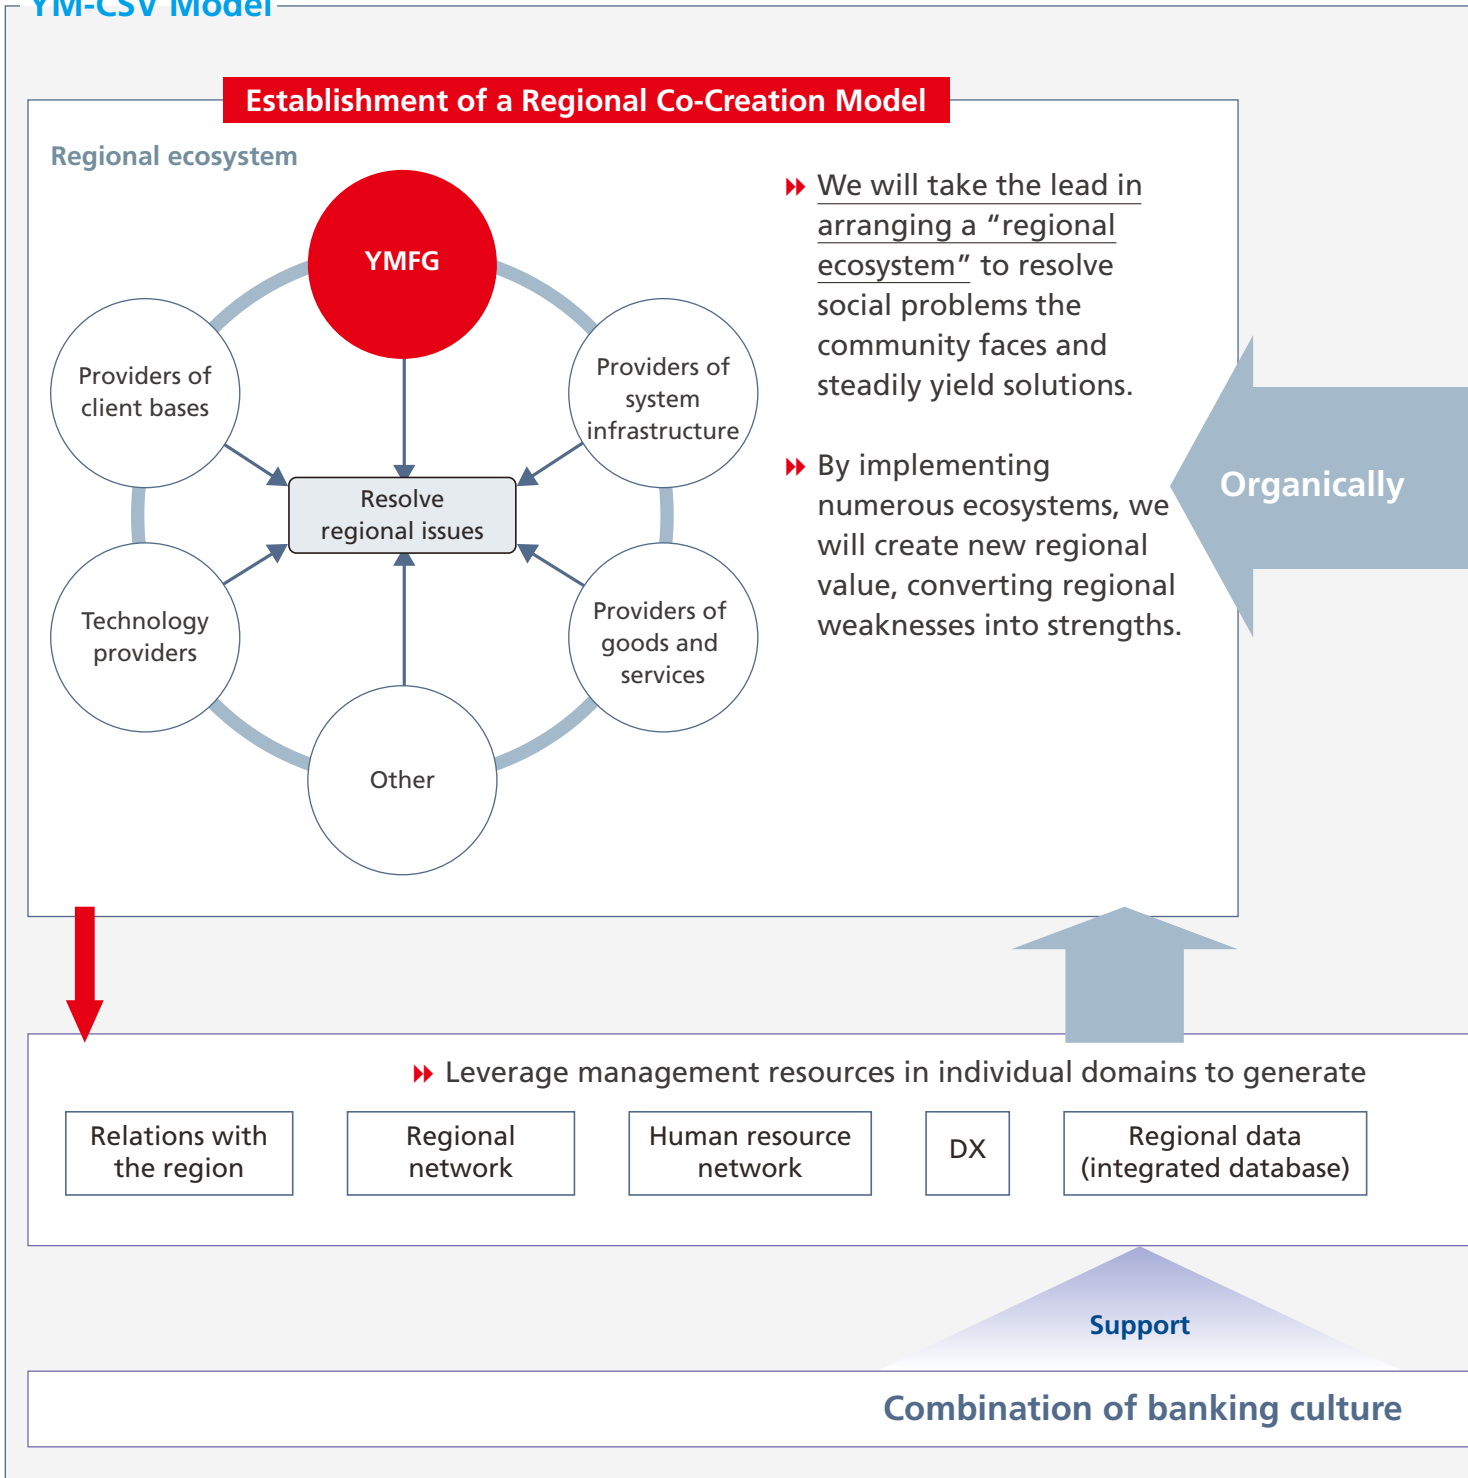 YM-CSV Model
Establishment of a Regional Co-Creation Model
Regional ecosystem
YMFG
Providers of
client bases
Providers of
system
infrastructure
Resolve
regional issues
Technology
providers
Providers of
goods and
services
Other
We will take the lead in
arranging a “regional
ecosystem” to resolve
social problems the
community faces and
steadily yield solutions.
By implementing
numerous ecosystems, we
will create new regional
value, converting regional
weaknesses into strengths.
Organically
Leverage management resources in individual domains to generate
Relations with
the region
Regional
network
Human resource
network
DX
Regional data
(integrated database)
Support
Combination of banking culture